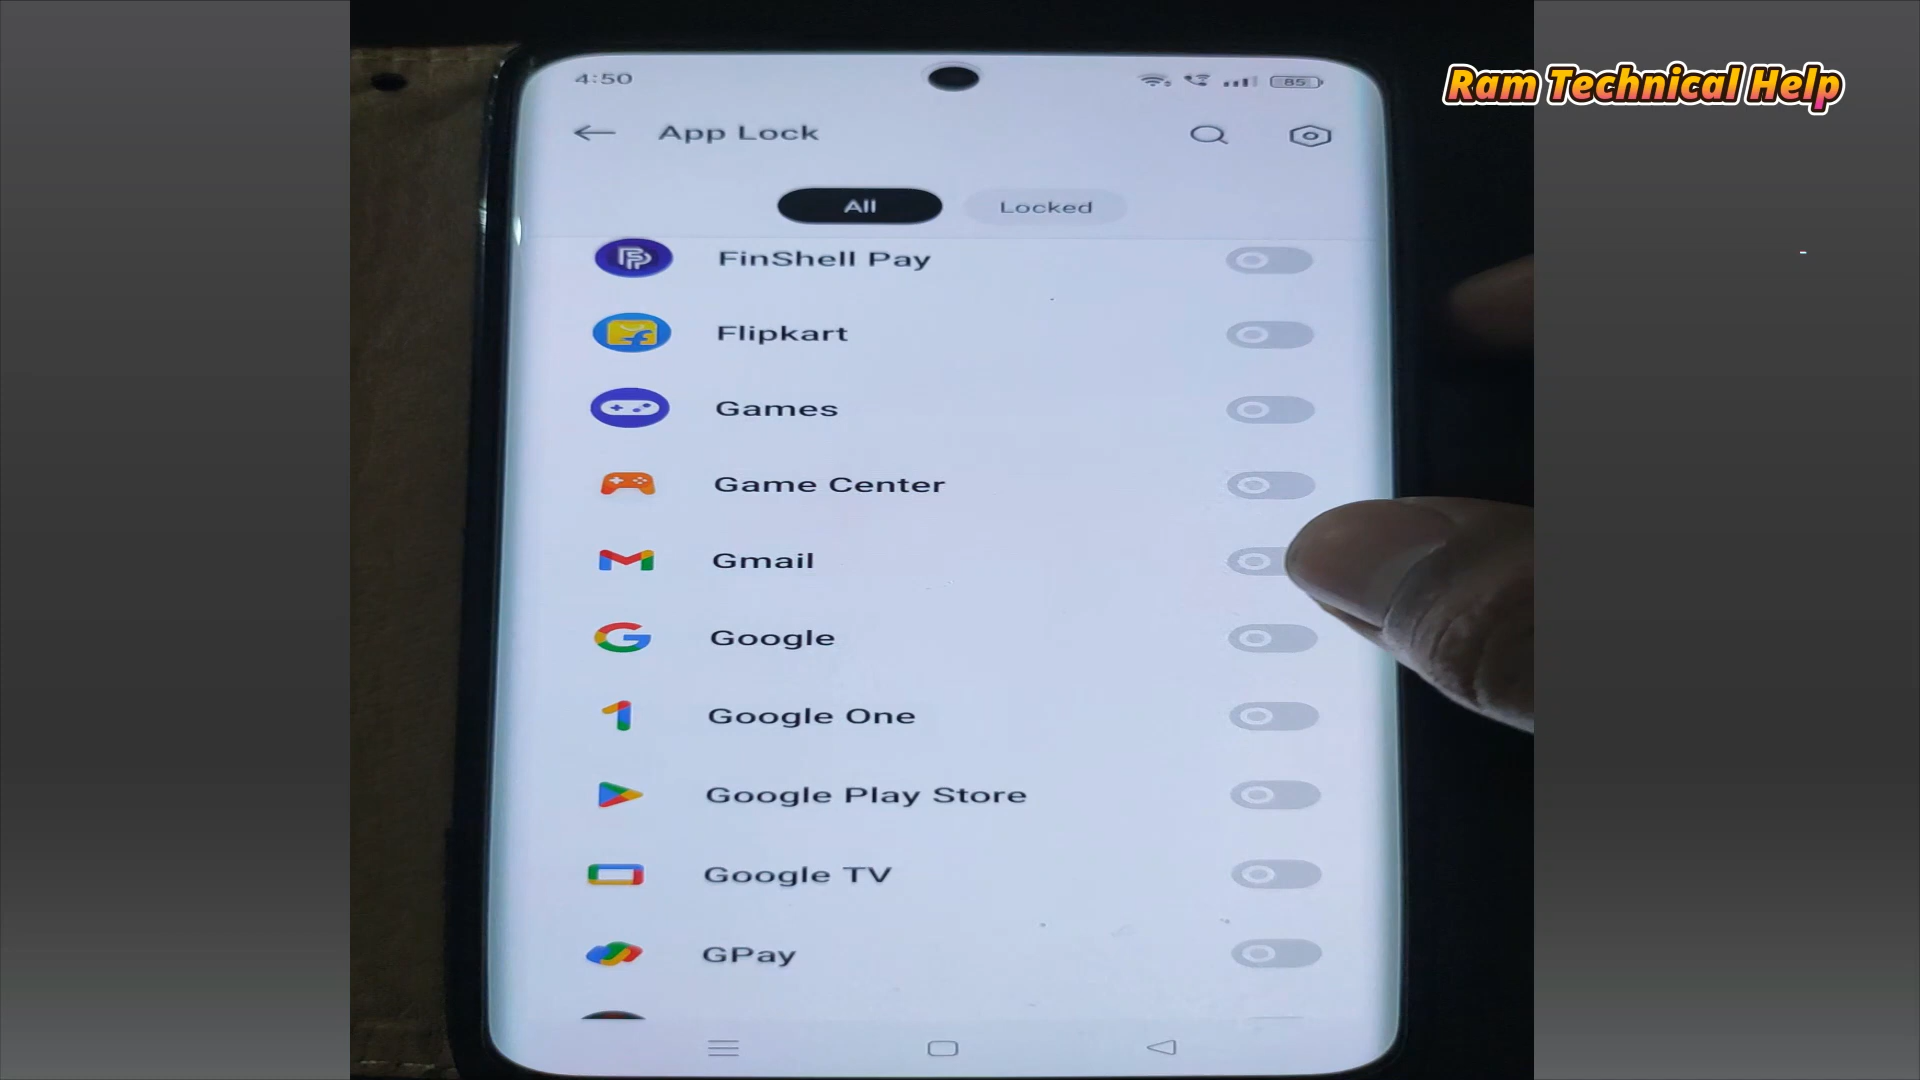 4:50
85
Ram Technical Help
App Lock
All
Locked
FinShell Pay
Flipkart
Games
Game Center
Gmail
Google
Google One
Google Play Store
Google TV
GPay